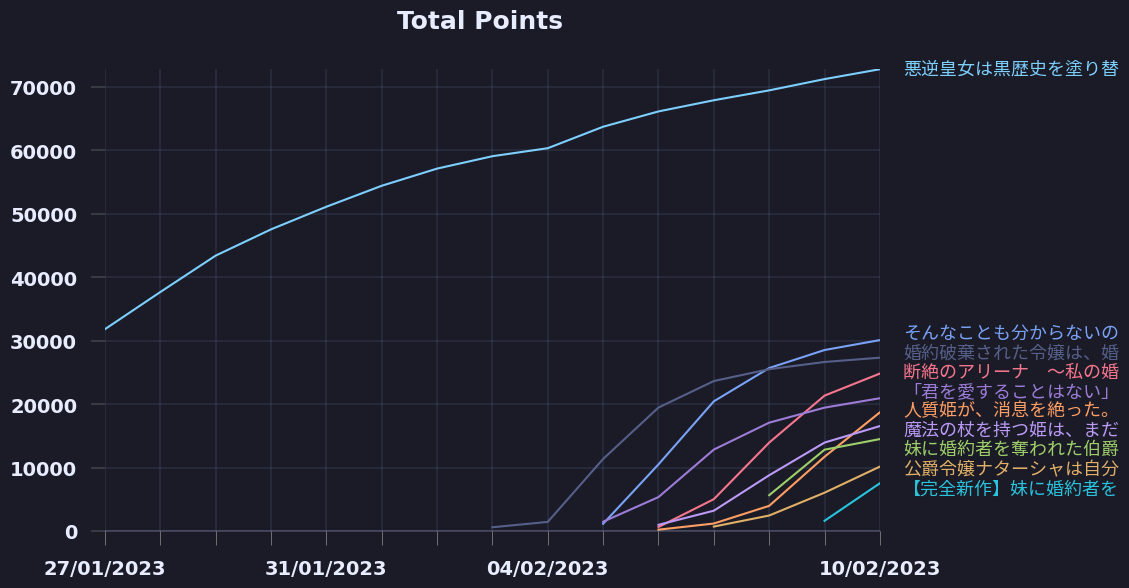 Total Points
70000
60000
50000
40000
30000
20000
10000
0
27/01/2023
31/01/2023
04/02/2023
10/02/2023
悪逆皇女は黒歴史を塗り替
そんなことも分からないの
婚約破棄された令嬢は、婚
断絶のアリーナ　～私の婚
「君を愛することはない」
人質姫が、消息を絶った。
魔法の杖を持つ姫は、まだ
妹に婚約者を奪われた伯爵
公爵令嬢ナターシャは自分
【完全新作】妹に婚約者を